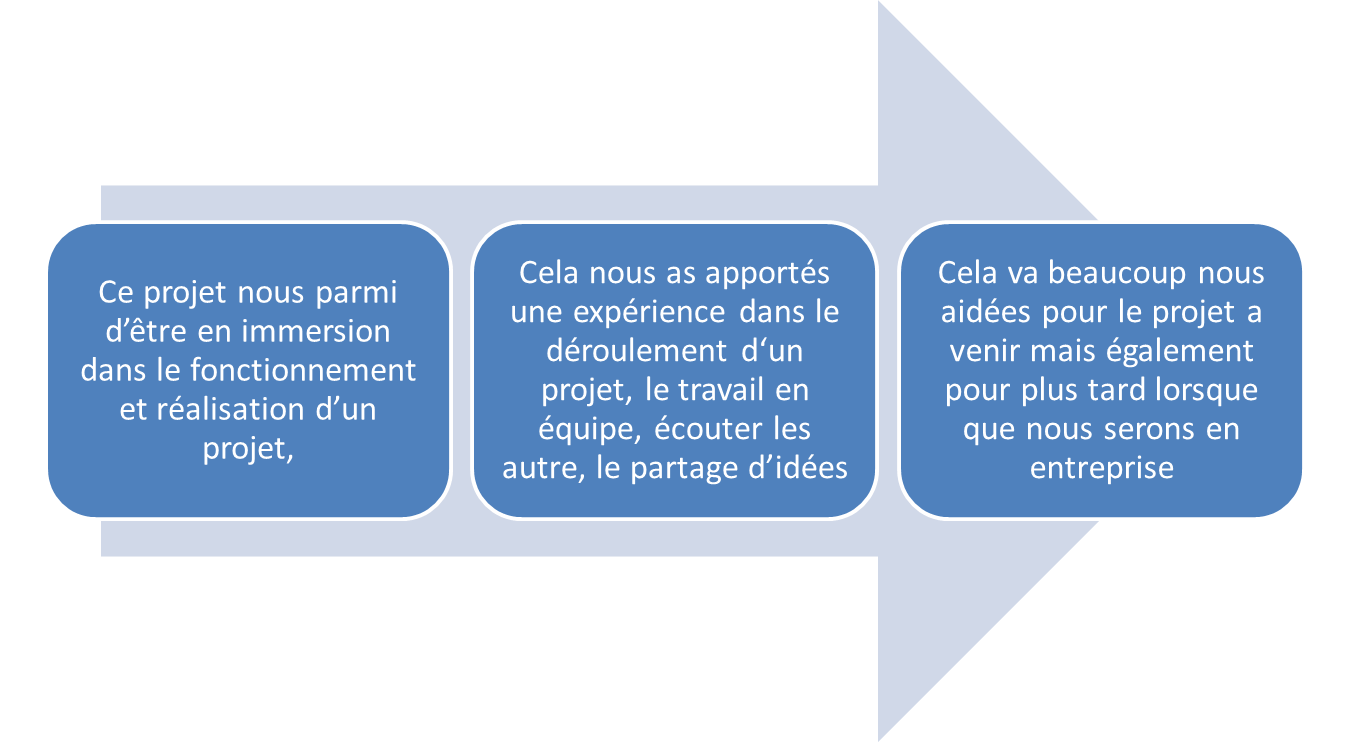 Ce projet nous parmi
d’être en immersion
dans le fonctionnement
et réalisation d’un
projet,
Cela nous as apportés
une expérience dans le
déroulement d‘un
projet, le travail en
équipe, écouter les
autre, le partage d’idées
Cela va beaucoup nous
aidées pour le projet a
venir mais également
pour plus tard lorsque
que nous serons en
entreprise